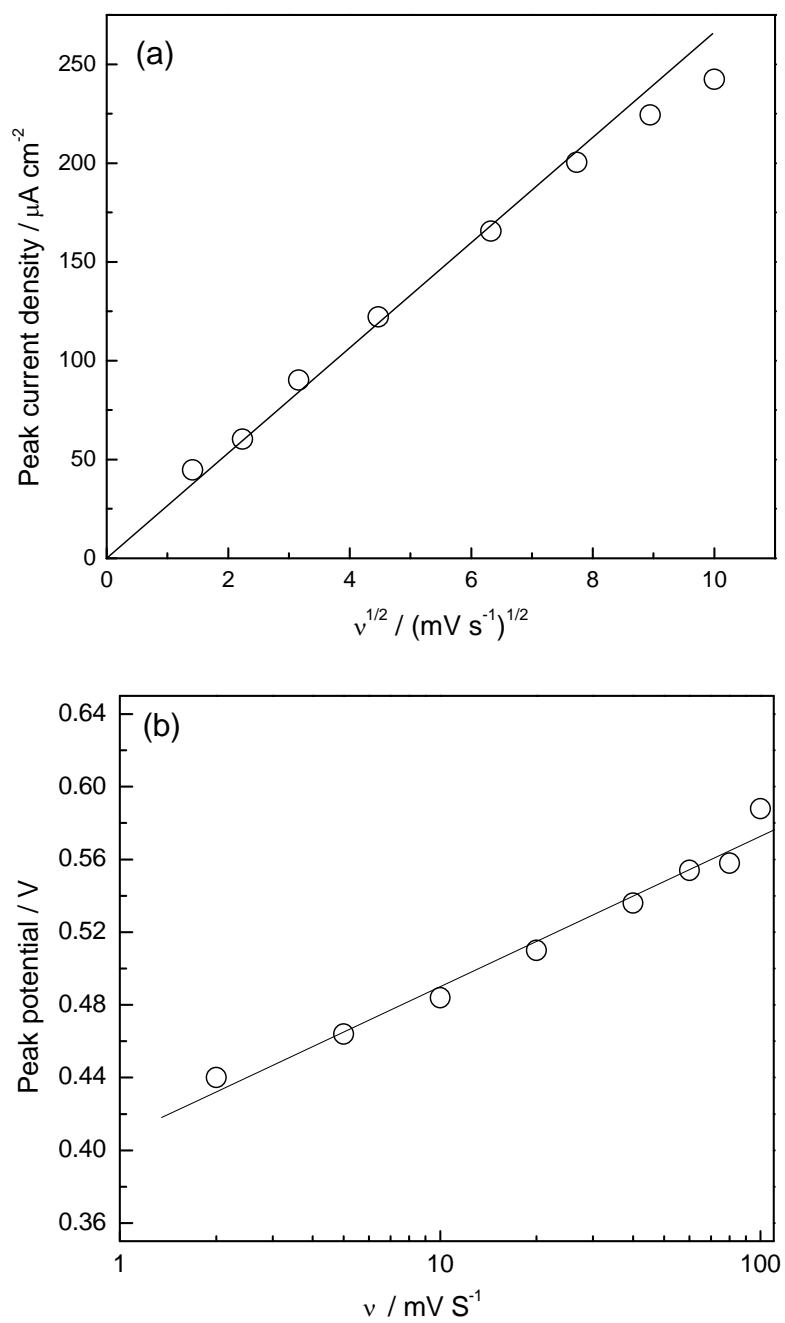 (a)
250
200
150
100
50
0
Peak current density / μA cm⁻²
0 2 4 6 8 10
ν¹/² / (mV s⁻¹)¹/²
(b)
0.64
0.60
0.56
0.52
0.48
0.44
0.40
0.36
Peak potential / V
1 10 100
ν / mV S⁻¹